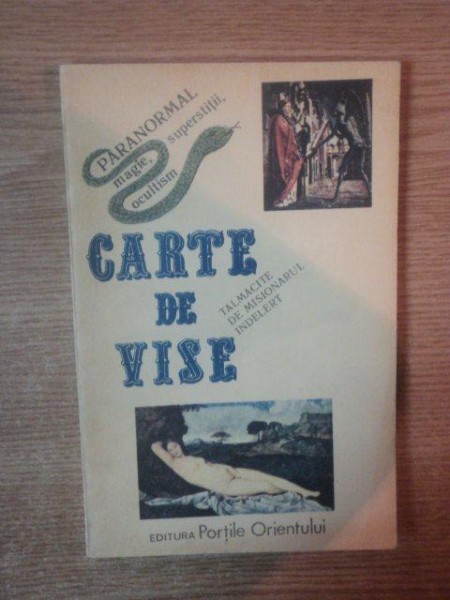 PARANORMAL
magie, superstiții,
ocultism
CARTE
DE
VISE
TALMACITE
DE MISIONARUL
INDELERT
EDITURA Porțile Orientului